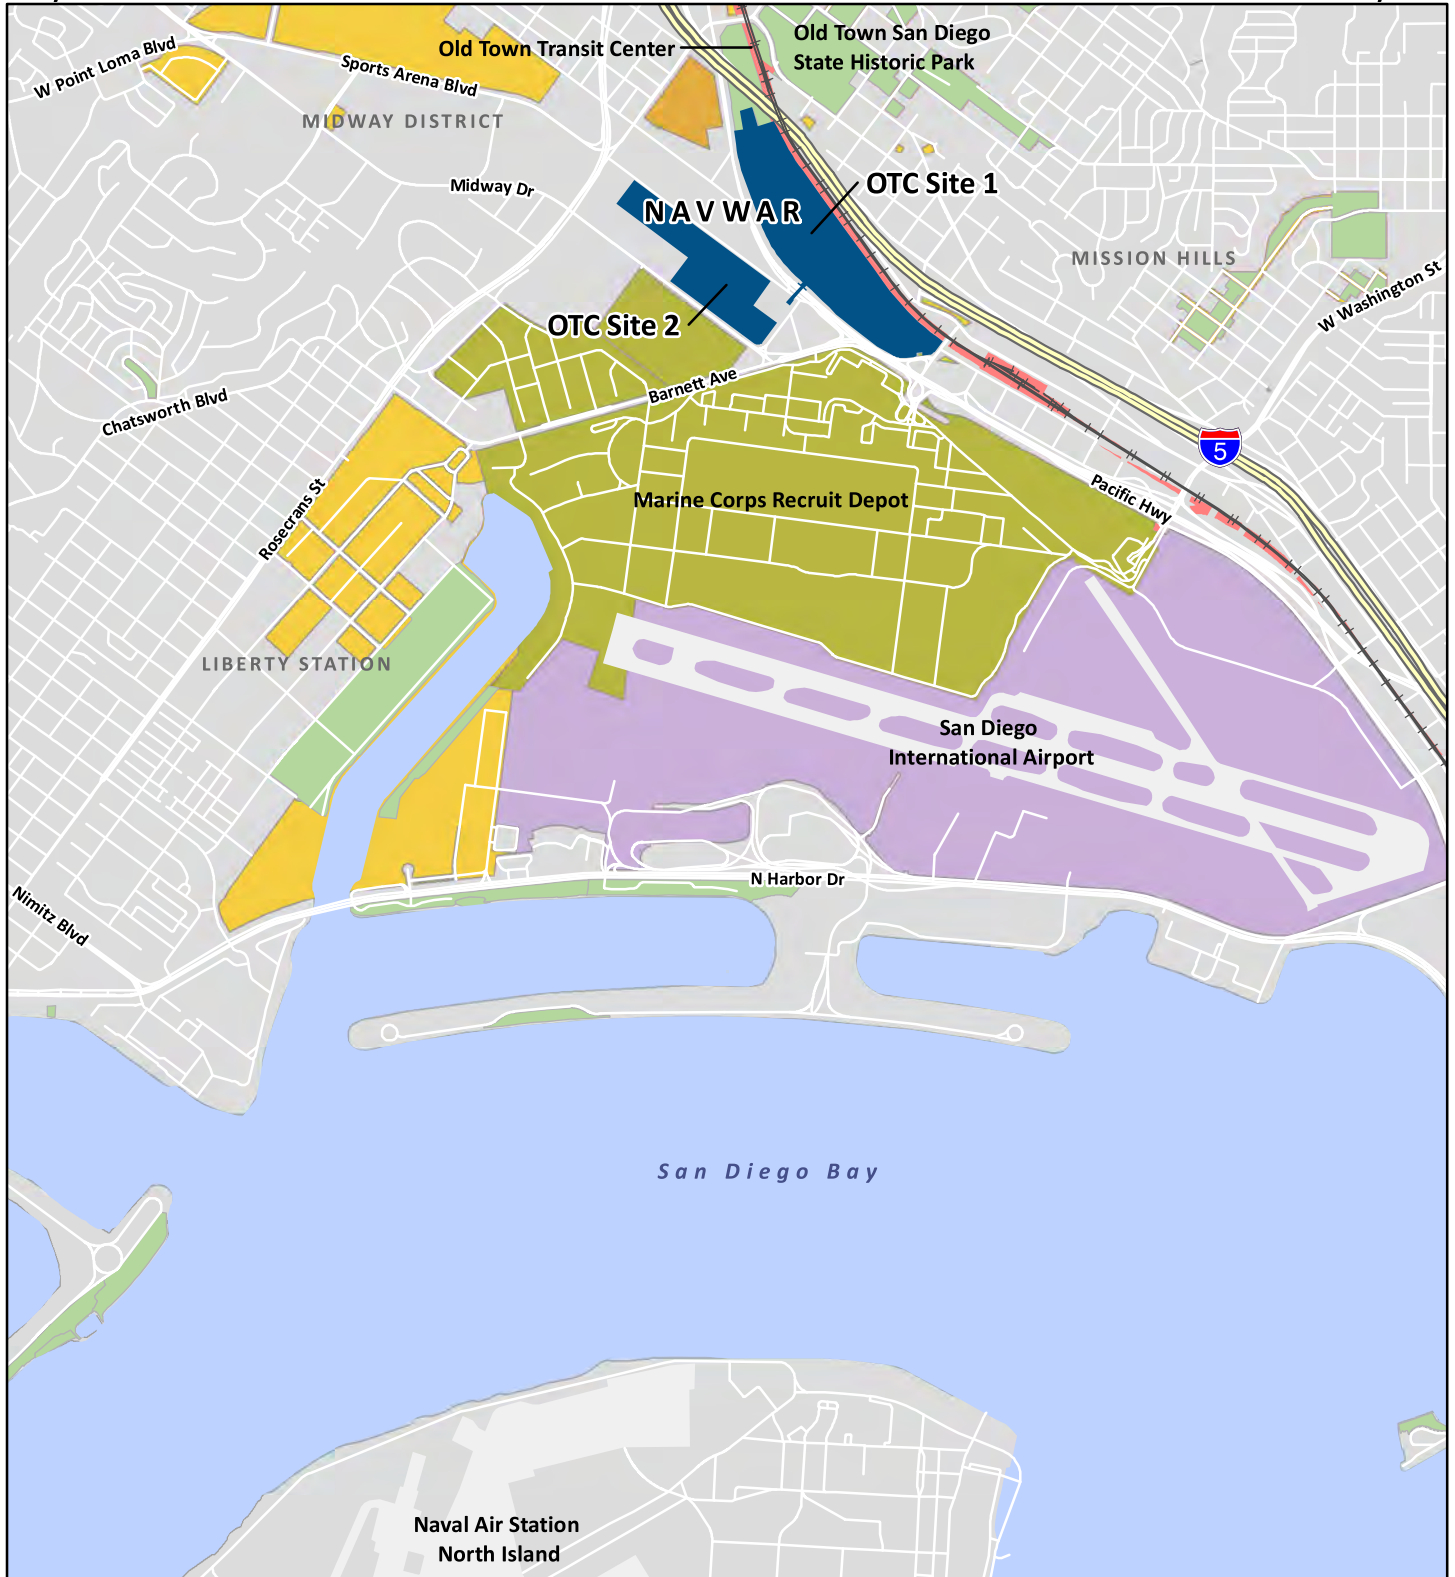 Old Town Transit Center
Old Town San Diego
State Historic Park
W Point Loma Blvd
Sports Arena Blvd
MIDWAY DISTRICT
Midway Dr
NAVWAR
OTC Site 1
MISSION HILLS
W Washington St
OTC Site 2
Barnett Ave
Chatsworth Blvd
5
Rosecrans St
Marine Corps Recruit Depot
Pacific Hwy
LIBERTY STATION
San Diego
International Airport
N Harbor Dr
Nimitz Blvd
San Diego Bay
Naval Air Station
North Island